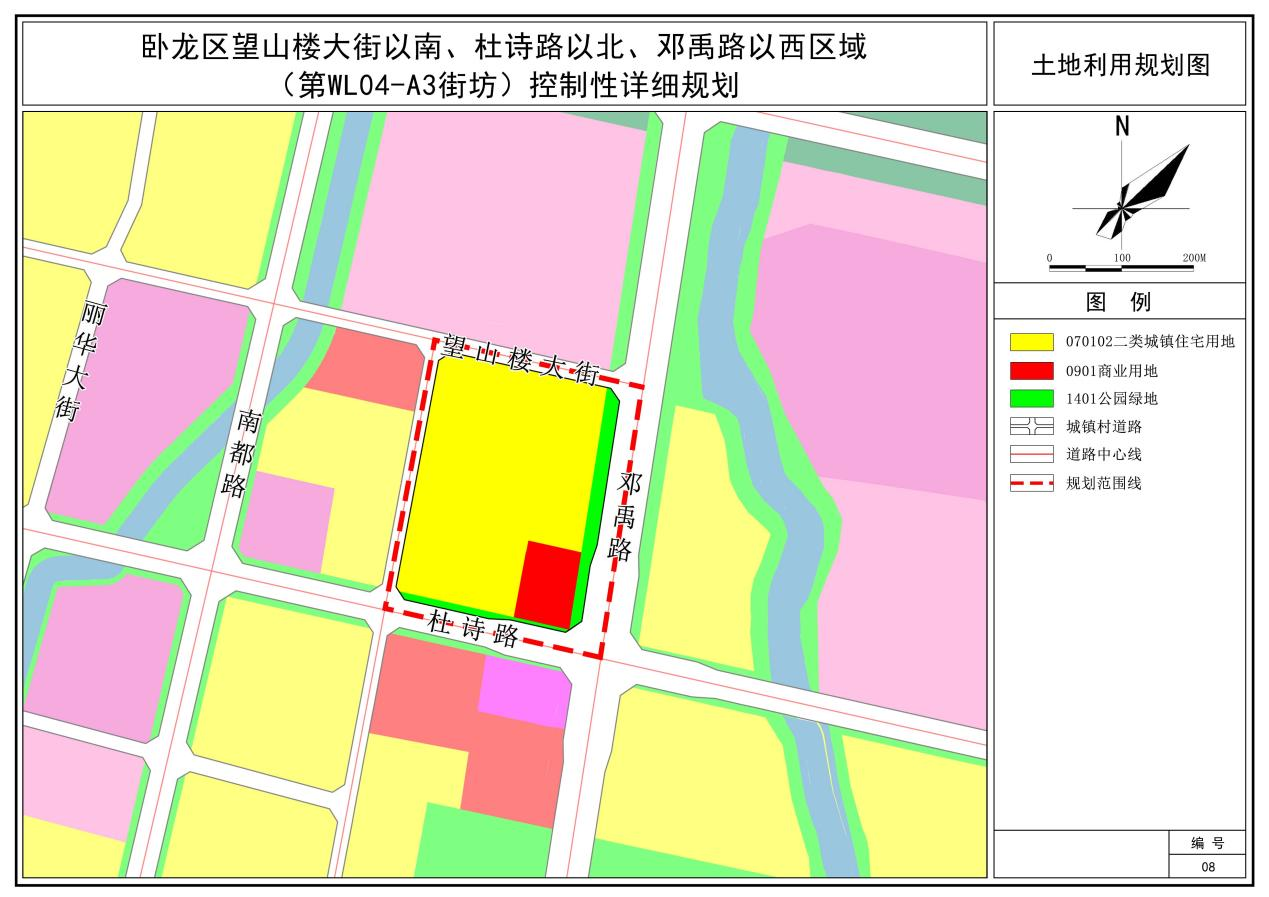 卧龙区望山楼大街以南、杜诗路以北、邓禹路以西区域
（第WL04-A3街坊）控制性详细规划
土地利用规划图
N
0 100 200M
图 例
070102二类城镇住宅用地
0901商业用地
1401公园绿地
城镇村道路
道路中心线
规划范围线
丽华大街
南都路
望山楼大街
邓禹路
杜诗路
编 号
08